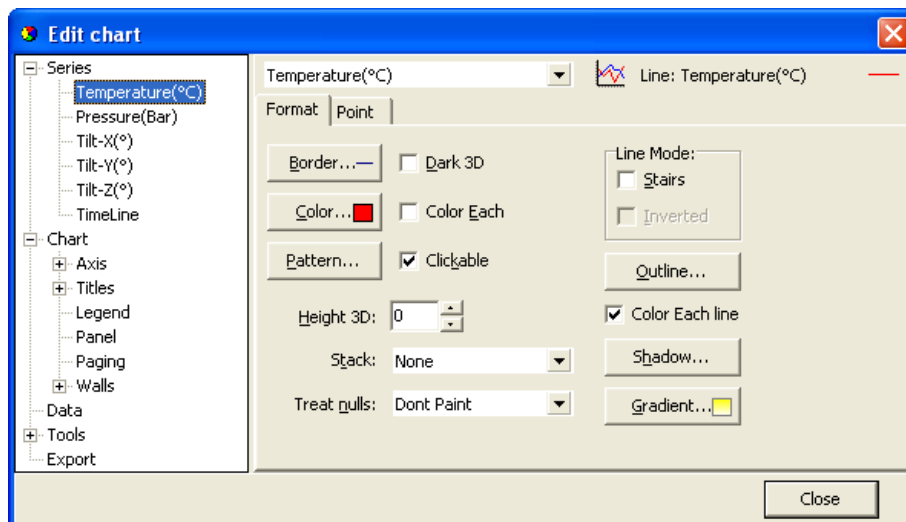 Edit chart
Series
Temperature(°C)
Pressure(Bar)
Tilt-X(°)
Tilt-Y(°)
Tilt-Z(°)
TimeLine
Chart
Axis
Titles
Legend
Panel
Paging
Walls
Data
Tools
Export
Temperature(°C)
Line: Temperature(°C)
Format
Point
Border...
Dark 3D
Color...
Color Each
Pattern...
Clickable
Height 3D:
0
Stack:
None
Treat nulls:
Dont Paint
Line Mode:
Stairs
Inverted
Outline...
Color Each line
Shadow...
Gradient...
Close